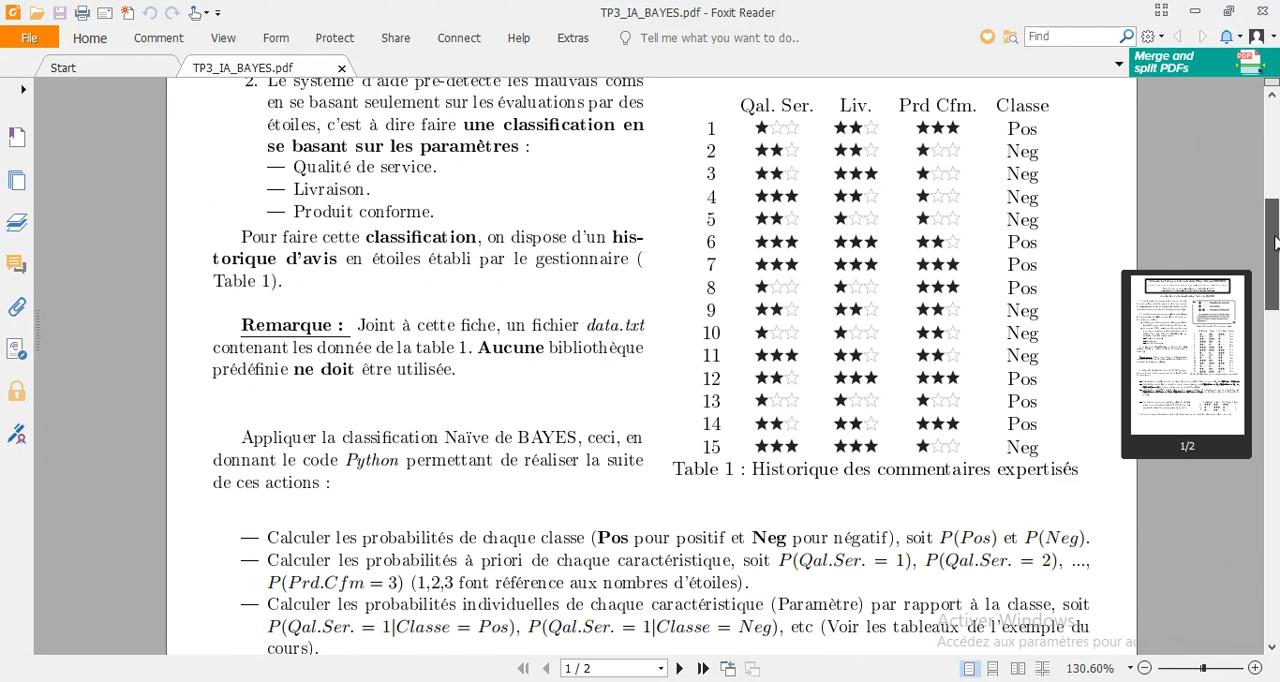 TP3_IA_BAYES.pdf - Foxit Reader
File Home Comment View Form Protect Share Connect Help Extras Tell me what you want to do.. Find
Start TP3_IA_BAYES.pdf
Merge and
split PDFs
2. Le système d'aide pré-détecte les mauvais coms
en se basant seulement sur les évaluations par des
étoiles, c'est à dire faire une classification en
se basant sur les paramètres :
— Qualité de service.
— Livraison.
— Produit conforme.
Pour faire cette classification, on dispose d'un his-
torique d'avis en étoiles établi par le gestionnaire (
Table 1).
Remarque : Joint à cette fiche, un fichier data.txt
contenant les donnée de la table1. Aucune bibliothèque
prédéfinie ne doit être utilisée.
Appliquer la classification Naïve de BAYES, ceci, en
donnant le code Python permettant de réaliser la suite
de ces actions :
Qal. Ser. Liv. Prd Cfm. Classe
1 ★☆☆ ★★☆ ★★★ Pos
2 ★★☆ ★★☆ ★☆☆ Neg
3 ★★☆ ★★★ ★☆☆ Neg
4 ★★★ ★★☆ ★☆☆ Neg
5 ★★☆ ★☆☆ ★☆☆ Neg
6 ★★★ ★★★ ★★☆ Pos
7 ★★★ ★★★ ★★★ Pos
8 ★☆☆ ★☆☆ ★★★ Pos
9 ★★☆ ★★☆ ★★☆ Neg
10 ★☆☆ ★☆☆ ★★☆ Neg
11 ★★★ ★★☆ ★★☆ Neg
12 ★★☆ ★★★ ★★★ Pos
13 ★☆☆ ★☆☆ ★☆☆ Pos
14 ★★☆ ★★☆ ★★★ Pos
15 ★★★ ★★★ ★☆☆ Neg
Table 1 : Historique des commentaires expertisés
— Calculer les probabilités de chaque classe (Pos pour positif et Neg pour négatif), soit P(Pos) et P(Neg).
— Calculer les probabilités à priori de chaque caractéristique, soit P(Qal.Ser. = 1), P(Qal.Ser. = 2), ...,
P(Prd.Cfm = 3) (1,2,3 font référence aux nombres d'étoiles).
— Calculer les probabilités individuelles de chaque caractéristique (Paramètre) par rapport à la classe, soit
P(Qal.Ser. = 1|Classe = Pos), P(Qal.Ser. = 1|Classe = Neg), etc (Voir les tableaux de l'exemple du
cours).
Activer Windows
Accédez aux paramètres pour ac
1/2
1 / 2
130.60%